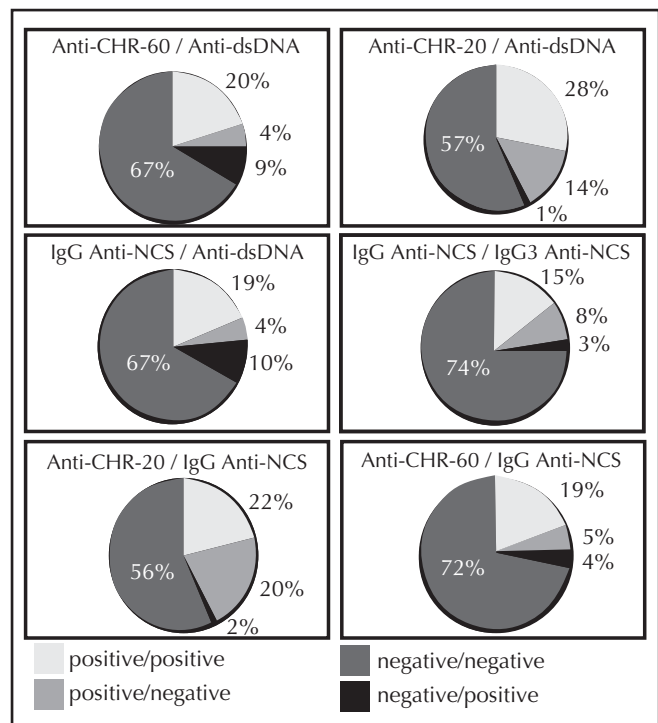 Anti-CHR-60 / Anti-dsDNA
20%
4%
9%
67%
Anti-CHR-20 / Anti-dsDNA
28%
57%
14%
1%
IgG Anti-NCS / Anti-dsDNA
19%
4%
10%
67%
IgG Anti-NCS / IgG3 Anti-NCS
15%
8%
3%
74%
Anti-CHR-20 / IgG Anti-NCS
22%
56%
20%
2%
Anti-CHR-60 / IgG Anti-NCS
19%
5%
4%
72%
positive/positive
positive/negative
negative/negative
negative/positive